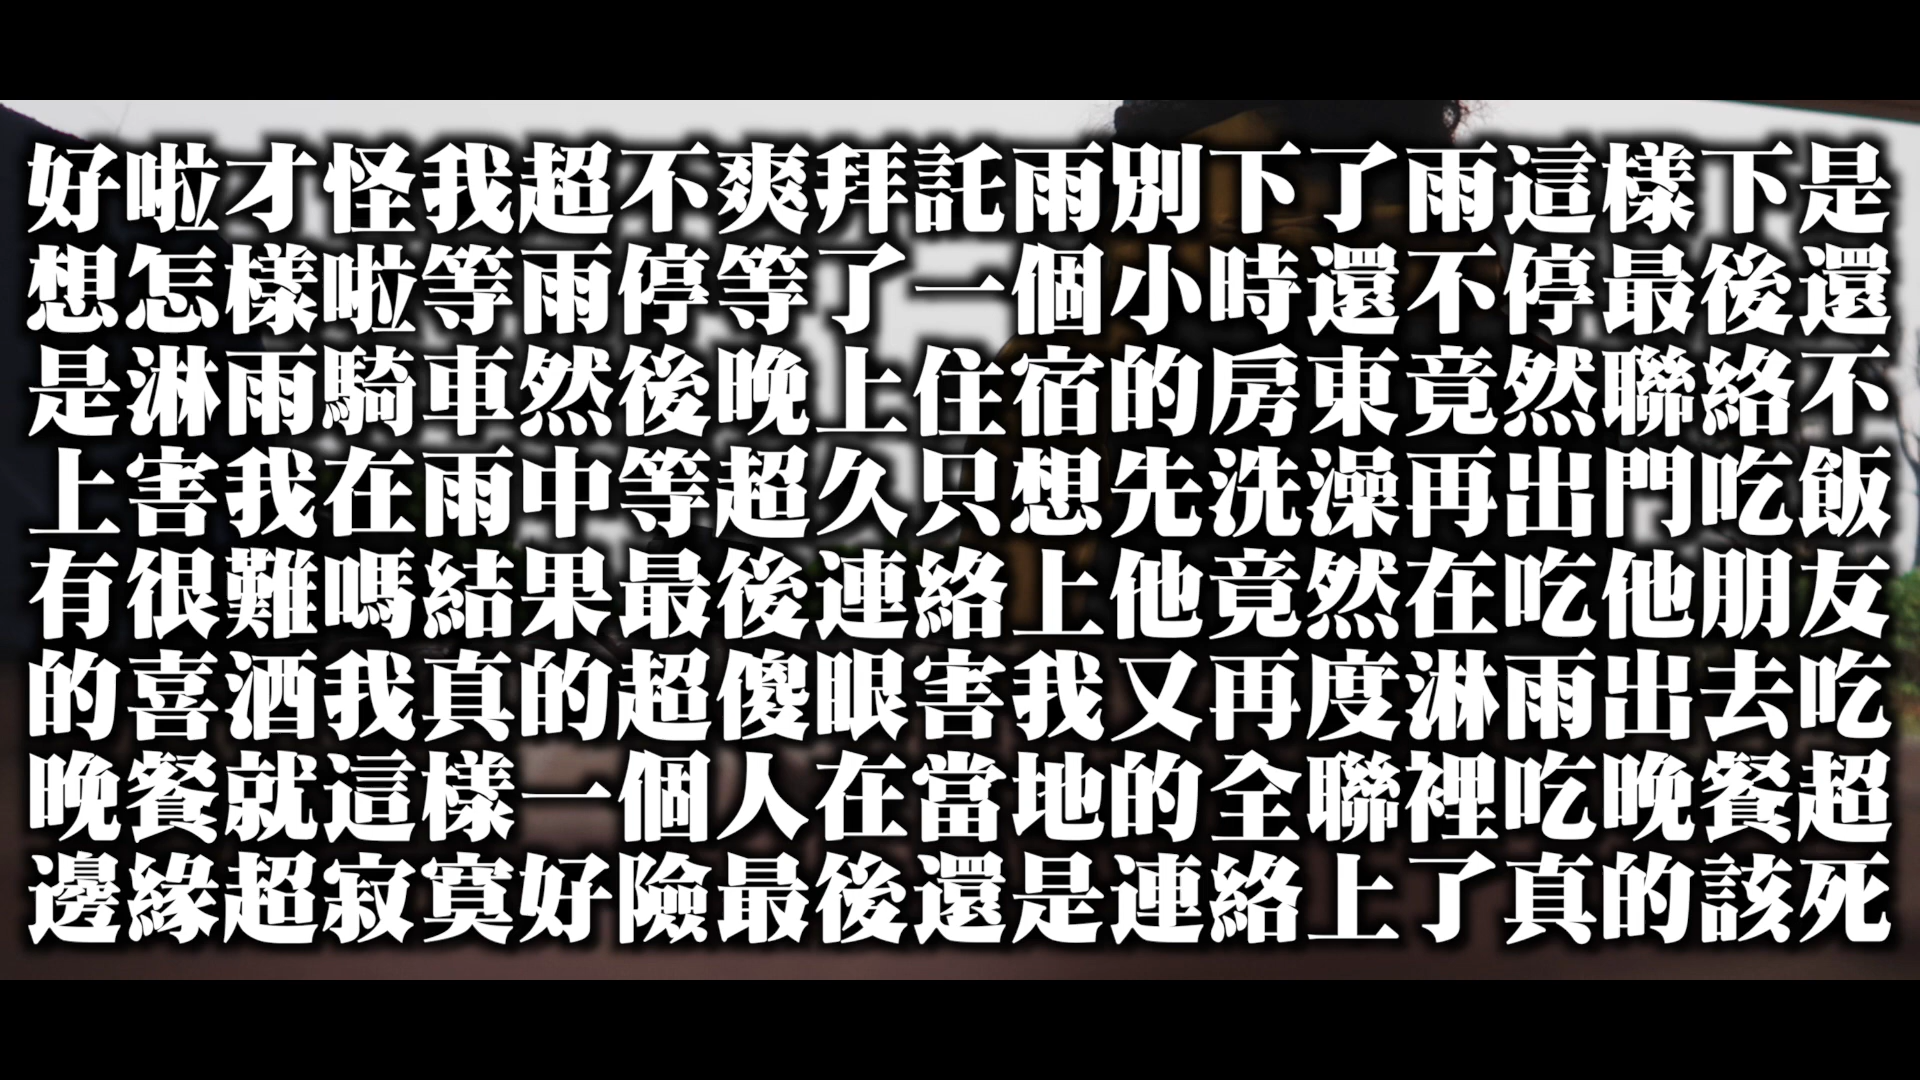 好啦才怪我超不爽拜託雨別下了雨這樣下是
想怎樣啦等雨停等了一個小時還不停最後還
是淋雨騎車然後晚上住宿的房東竟然聯絡不
上害我在雨中等超久只想先洗澡再出門吃飯
有很難嗎結果最後連絡上他竟然在吃他朋友
的喜酒我真的超傻眼害我又再度淋雨出去吃
晚餐就這樣一個人在當地的全聯裡吃晚餐超
邊緣超寂寞好險最後還是連絡上了真的該死